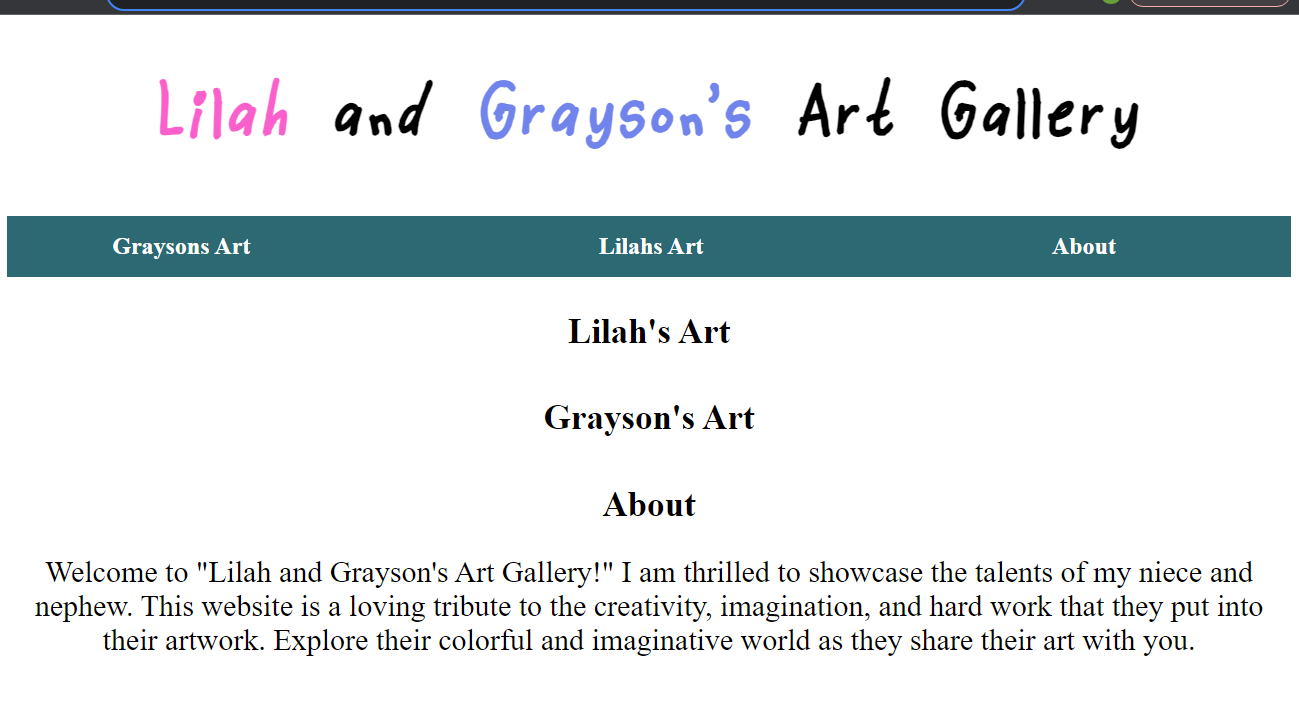 Lilah and Grayson's Art Gallery
Graysons Art Lilahs Art About
Lilah's Art
Grayson's Art
About
Welcome to "Lilah and Grayson's Art Gallery!" I am thrilled to showcase the talents of my niece and
nephew. This website is a loving tribute to the creativity, imagination, and hard work that they put into
their artwork. Explore their colorful and imaginative world as they share their art with you.